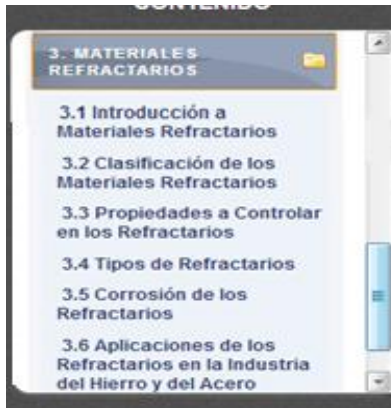 CONTENIDO
3. MATERIALES
REFRACTARIOS
3.1 Introducción a
Materiales Refractarios
3.2 Clasificación de los
Materiales Refractarios
3.3 Propiedades a Controlar
en los Refractarios
3.4 Tipos de Refractarios
3.5 Corrosión de los
Refractarios
3.6 Aplicaciones de los
Refractarios en la Industria
del Hierro y del Acero